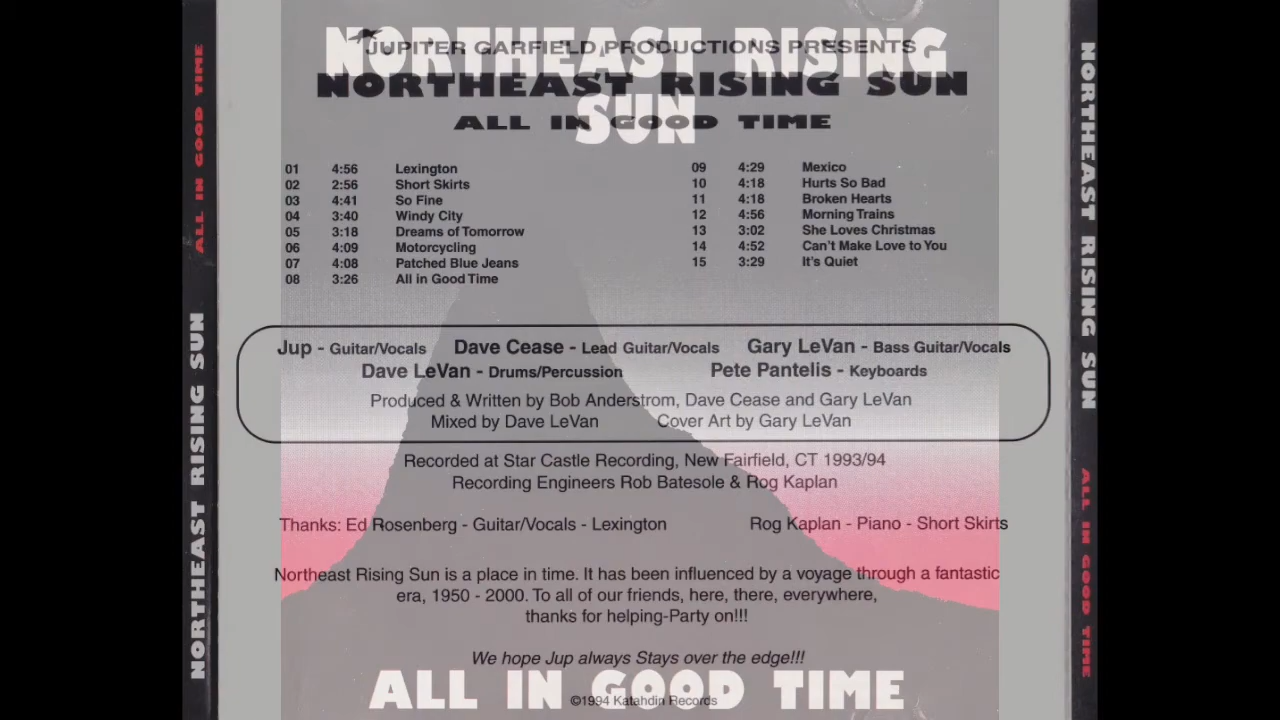 NORTHEAST RISING
SUN
JUPITER GARFIELD PRODUCTIONS PRESENTS
NORTHEAST RISING SUN
ALL IN GOOD TIME
01 4:56 Lexington
02 2:56 Short Skirts
03 4:41 So Fine
04 3:40 Windy City
05 3:18 Dreams of Tomorrow
06 4:09 Motorcycling
07 4:08 Patched Blue Jeans
08 3:26 All in Good Time
09 4:29 Mexico
10 4:18 Hurts So Bad
11 4:18 Broken Hearts
12 4:56 Morning Trains
13 3:02 She Loves Christmas
14 4:52 Can't Make Love to You
15 3:29 It's Quiet
Jup - Guitar/Vocals Dave Cease - Lead Guitar/Vocals Gary LeVan - Bass Guitar/Vocals
Dave LeVan - Drums/Percussion Pete Pantelis - Keyboards
Produced & Written by Bob Anderstrom, Dave Cease and Gary LeVan
Mixed by Dave LeVan Cover Art by Gary LeVan
Recorded at Star Castle Recording, New Fairfield, CT 1993/94
Recording Engineers Rob Batesole & Rog Kaplan
Thanks: Ed Rosenberg - Guitar/Vocals - Lexington Rog Kaplan - Piano - Short Skirts
Northeast Rising Sun is a place in time. It has been influenced by a voyage through a fantastic
era, 1950 - 2000. To all of our friends, here, there, everywhere,
thanks for helping-Party on!!!
We hope Jup always Stays over the edge!!!
ALL IN GOOD TIME
©1994 Katahdin Records
NORTHEAST RISING SUN ALL IN GOOD TIME
NORTHEAST RISING SUN ALL IN GOOD TIME